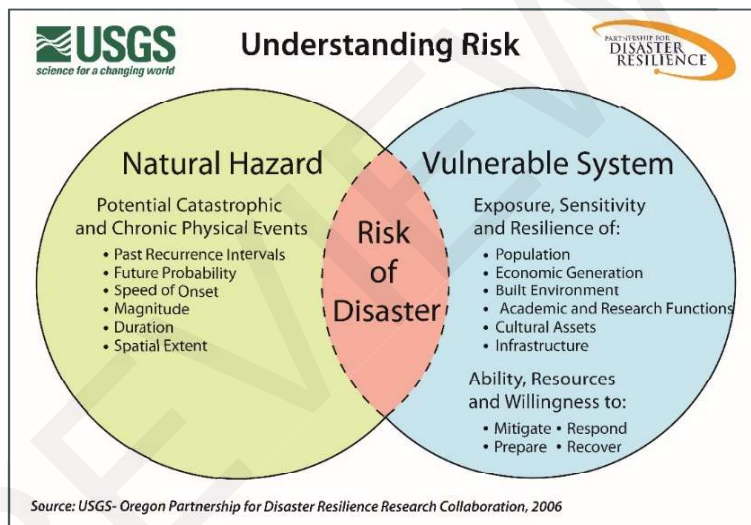 USGS
science for a changing world
Understanding Risk
PARTNERSHIP FOR
DISASTER
RESILIENCE
Natural Hazard
Potential Catastrophic
and Chronic Physical Events
• Past Recurrence Intervals
• Future Probability
• Speed of Onset
• Magnitude
• Duration
• Spatial Extent
Risk
of
Disaster
Vulnerable System
Exposure, Sensitivity
and Resilience of:
• Population
• Economic Generation
• Built Environment
• Academic and Research Functions
• Cultural Assets
• Infrastructure
Ability, Resources
and Willingness to:
• Mitigate • Respond
• Prepare • Recover
Source: USGS- Oregon Partnership for Disaster Resilience Research Collaboration, 2006